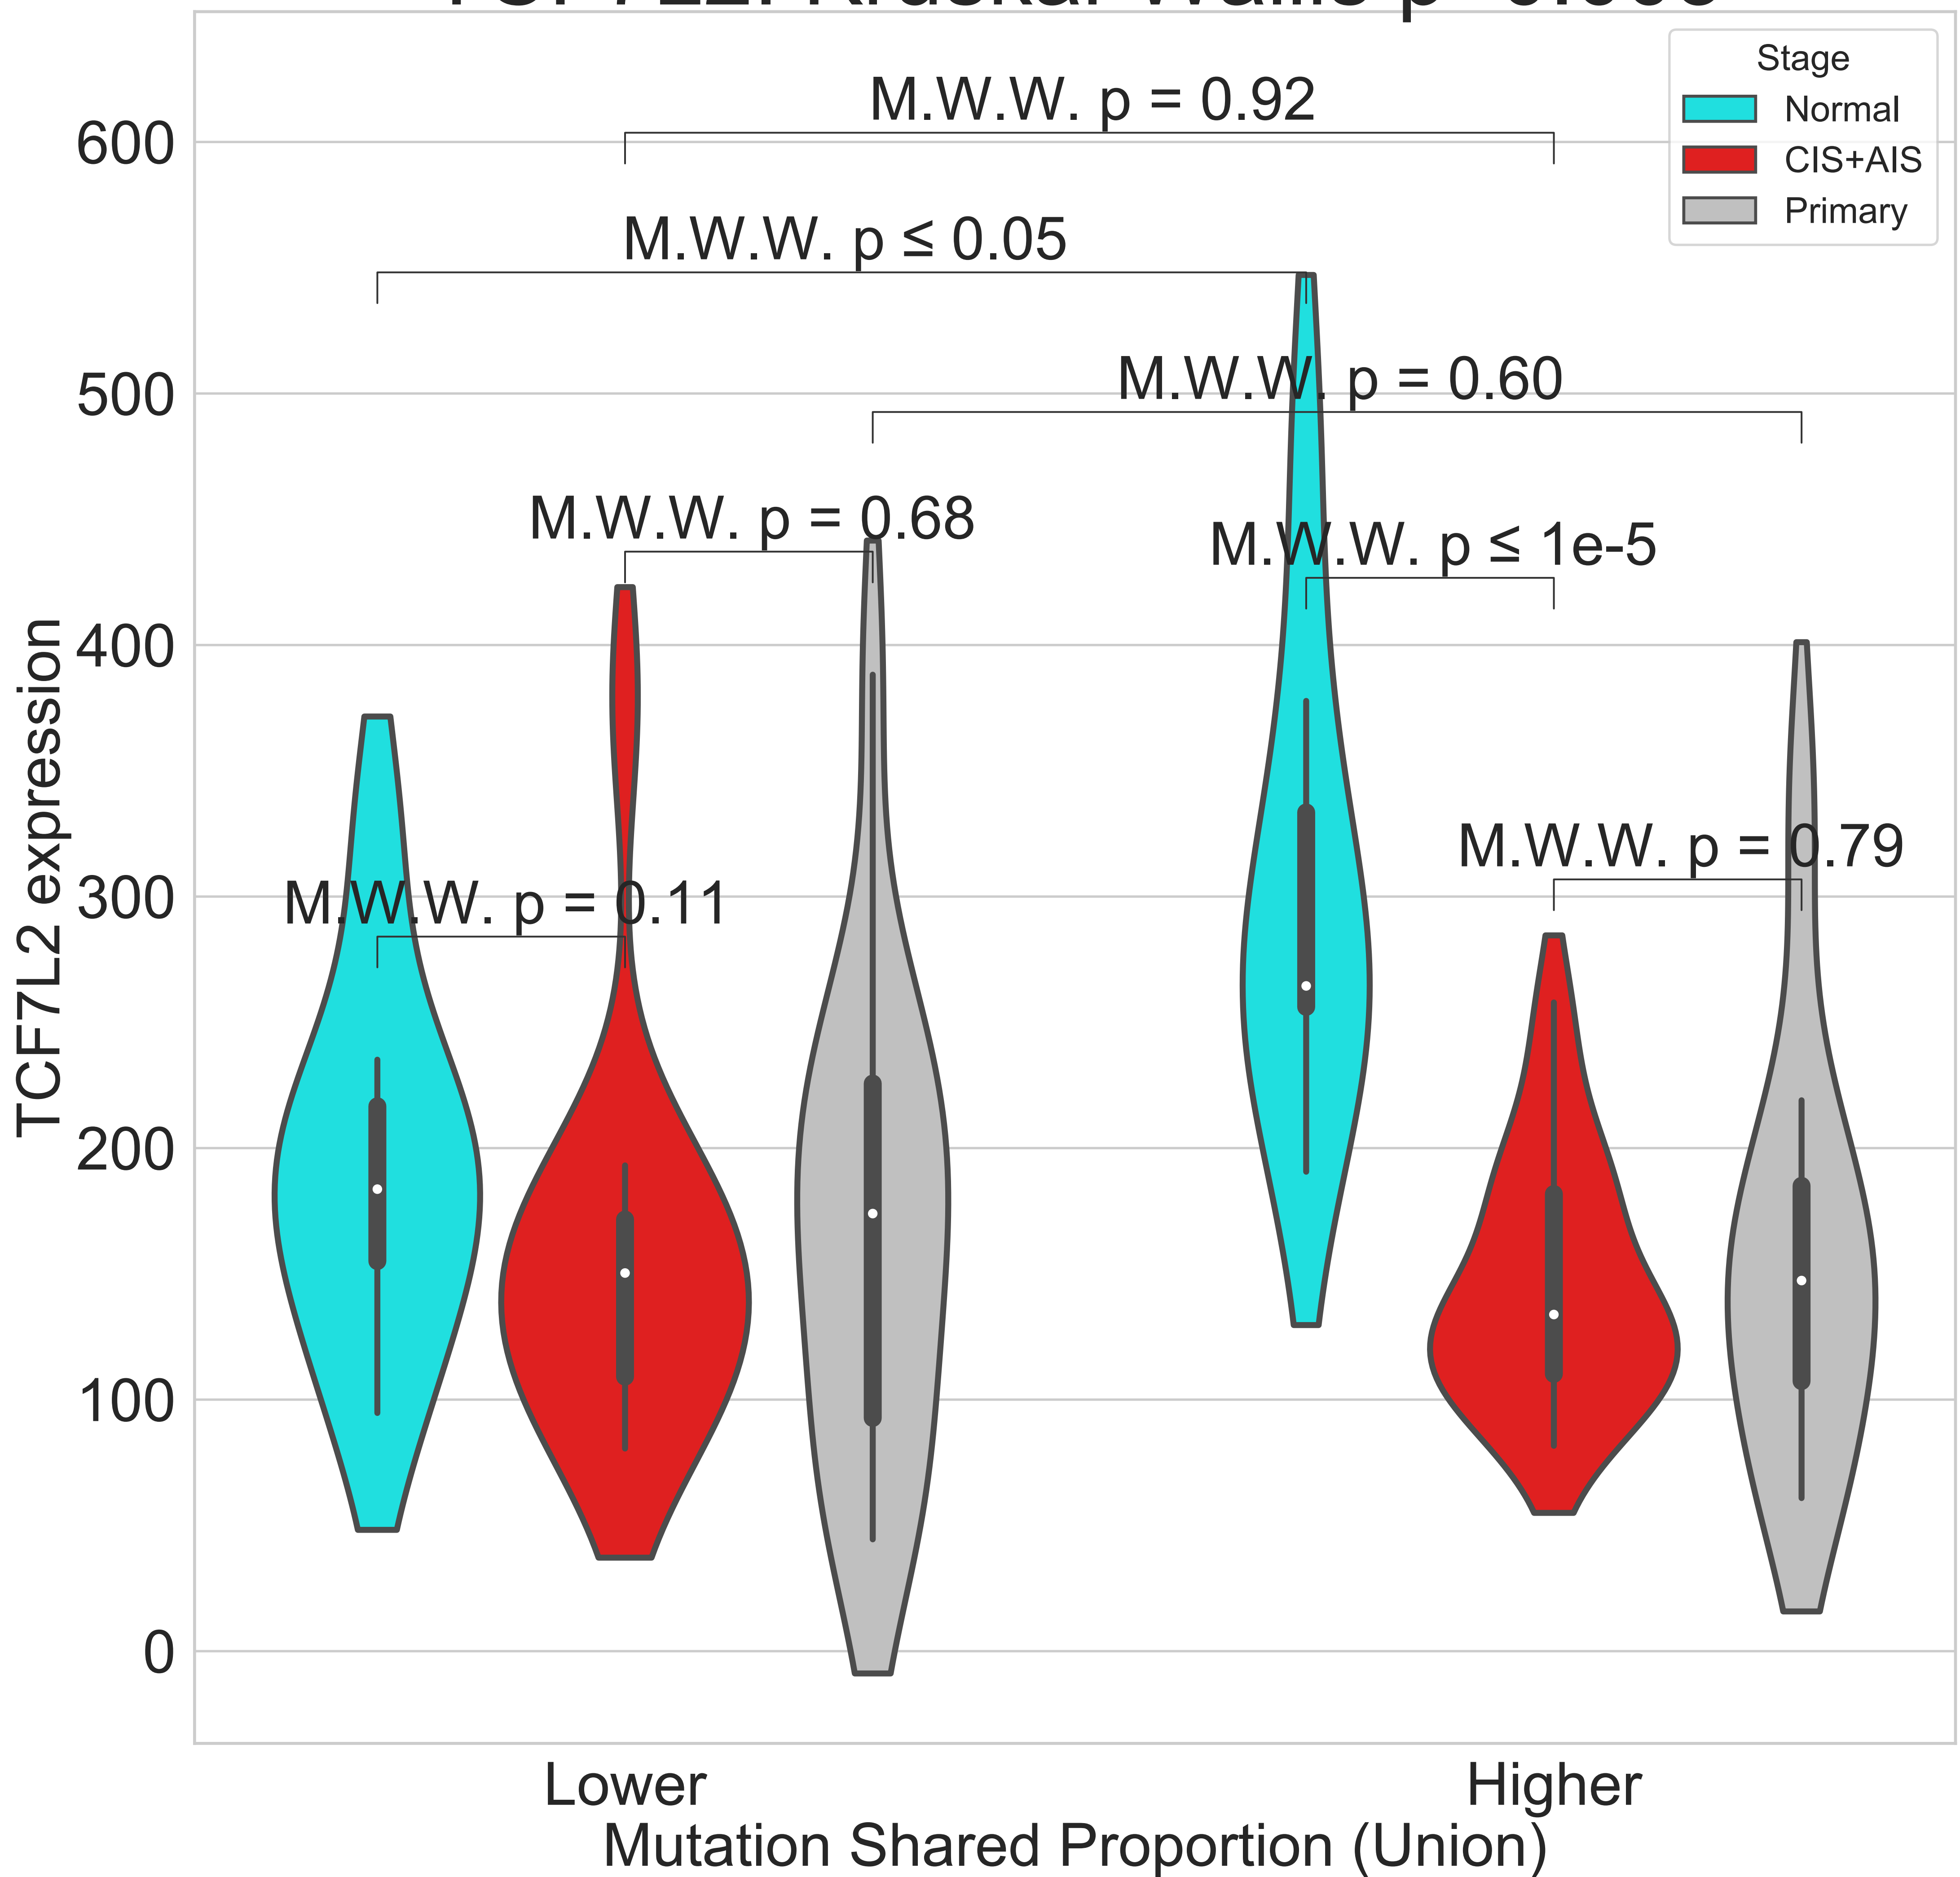 Stage
Normal
CIS+AIS
Primary
M.W.W. p = 0.92
M.W.W. p ≤ 0.05
M.W.W. p = 0.60
M.W.W. p = 0.68
M.W.W. p ≤ 1e-5
M.W.W. p = 0.79
M.W.W. p = 0.11
600
500
400
300
200
100
0
TCF7L2 expression
Lower
Higher
Mutation Shared Proportion (Union)